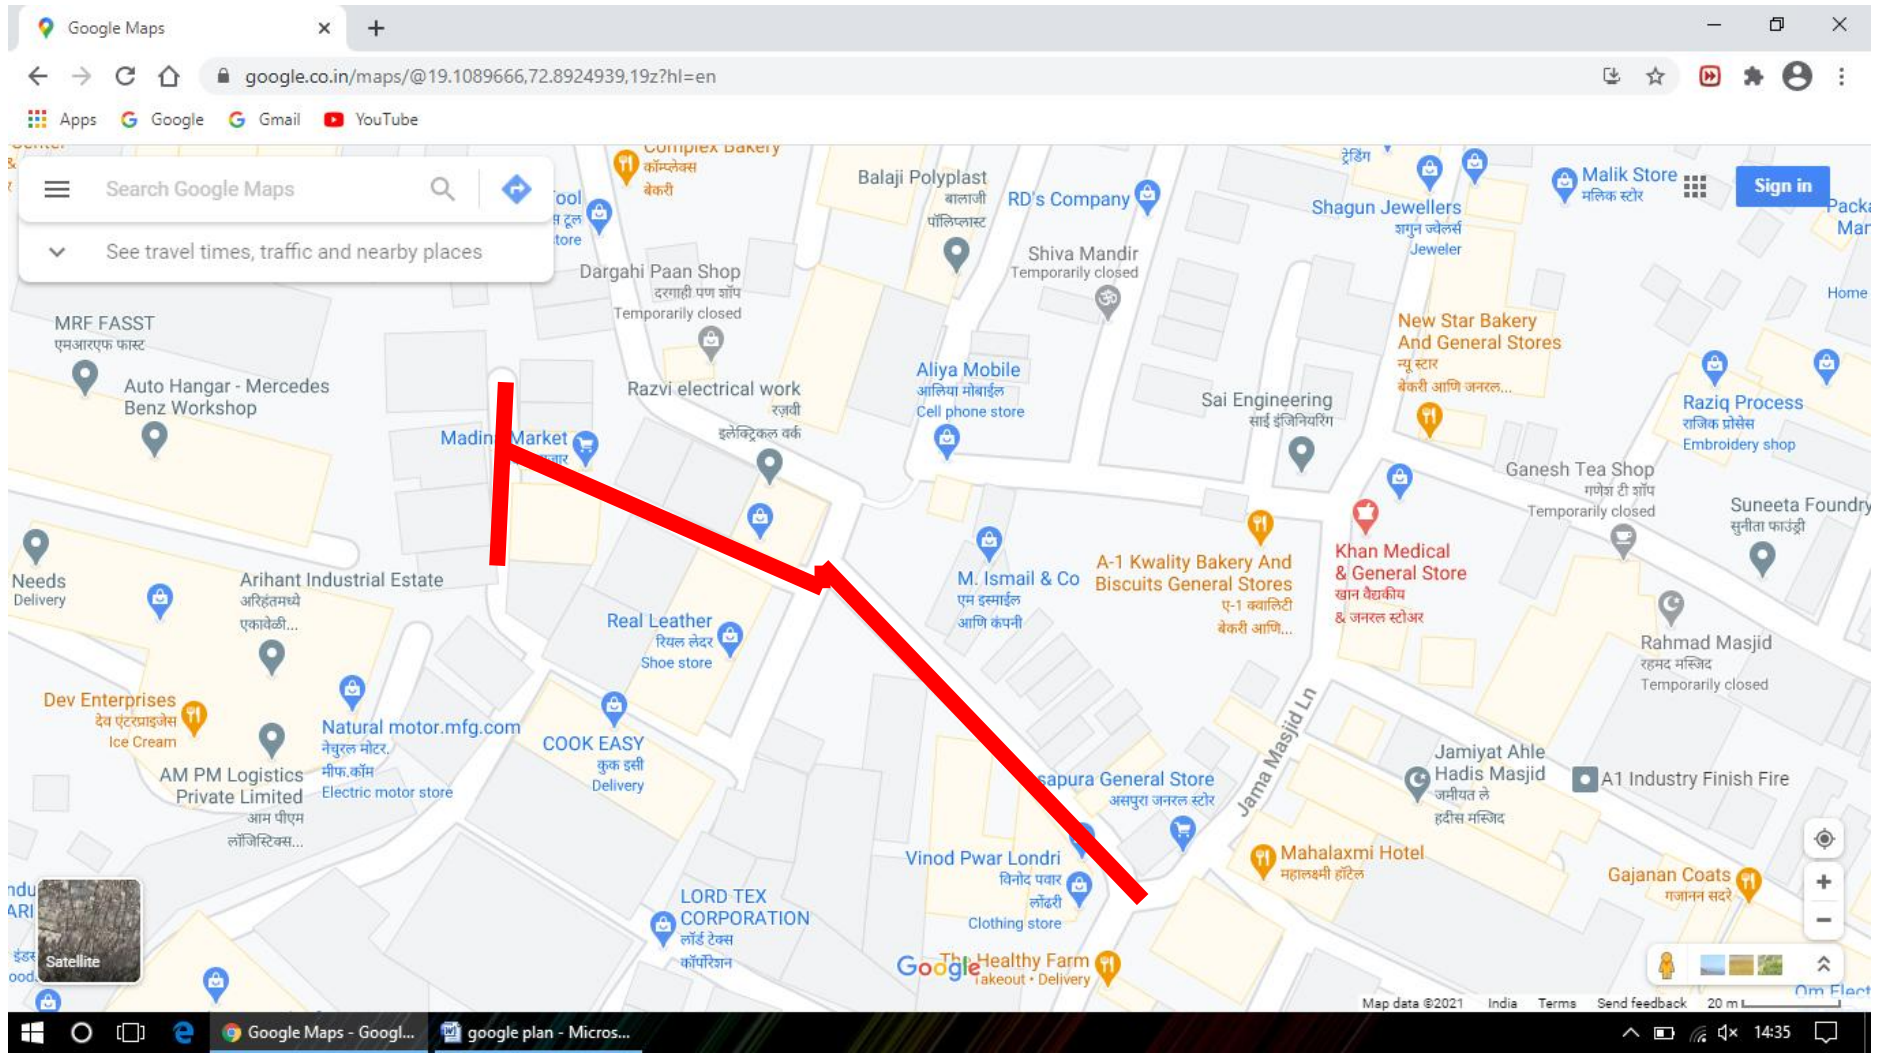 Google Maps
google.co.in/maps/@19.1089666,72.8924939,19z?hl=en
Apps
Google
Gmail
YouTube
Search Google Maps
See travel times, traffic and nearby places
Sign in
Complex Bakery
कॉम्प्लेक्स
बेकरी
Balaji Polyplast
बालाजी
पॉलिप्लास्ट
RD's Company
ट्रेडिंग
Malik Store
मलिक स्टोर
Shagun Jewellers
शगुन ज्वेलर्स
Jeweler
Shiva Mandir
Temporarily closed
Dargahi Paan Shop
दरगाही पण शॉप
Temporarily closed
Home
MRF FASST
एमआरएफ फास्ट
New Star Bakery
And General Stores
न्यू स्टार
बेकरी आणि जनरल...
Auto Hangar - Mercedes
Benz Workshop
Razvi electrical work
रज़वी
इलेक्ट्रिकल वर्क
Aliya Mobile
आलिया मोबाईल
Cell phone store
Sai Engineering
साई इंजिनियरिंग
Raziq Process
राजिक प्रोसेस
Embroidery shop
Market
Ganesh Tea Shop
गणेश टी शॉप
Temporarily closed
Suneeta Foundry
सुनीता फाउंड्री
Needs
Delivery
Arihant Industrial Estate
अरिहंतमध्ये
एकावेळी...
M. Ismail & Co
एम इस्माईल
आणि कंपनी
A-1 Kwality Bakery And
Biscuits General Stores
ए-1 क्वालिटी
बेकरी आणि...
Khan Medical
& General Store
खान वैद्यकीय
& जनरल स्टोअर
Real Leather
रियल लेदर
Shoe store
Rahmad Masjid
रहमद मस्जिद
Temporarily closed
Dev Enterprises
देव एंटरप्राइजेस
Ice Cream
Natural motor.mfg.com
नेचुरल मोटर.
मीफ.कॉम
Electric motor store
COOK EASY
कुक इसी
Delivery
AM PM Logistics
Private Limited
आम पीएम
लॉजिस्टिक्स...
Jama Masjid Ln
General Store
असपुरा जनरल स्टोर
Jamiyat Ahle
Hadis Masjid
जमीयत ले
हदीस मस्जिद
A1 Industry Finish Fire
Vinod Pwar Londri
विनोद पवार
लोंढरी
Clothing store
Mahalaxmi Hotel
महालक्ष्मी हॉटेल
Gajanan Coats
गजानन सदरे
LORD TEX
CORPORATION
लॉर्ड टेक्स
कॉर्पोरेशन
Satellite
Google
Healthy Farm
Takeout • Delivery
Om Elect
Map data ©2021 India Terms Send feedback 20 m
Google Maps - Googl...
google plan - Micros...
14:35